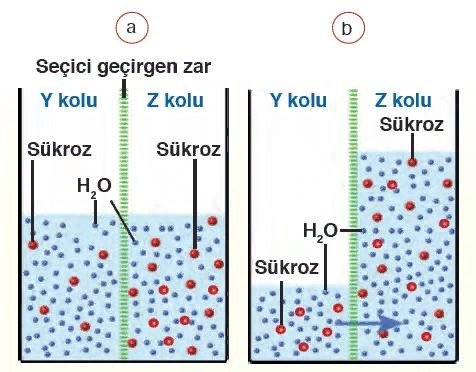 a
b
Seçici geçirgen zar
Y kolu
Z kolu
Sükroz
Sükroz
H₂O
Y kolu
Z kolu
Sükroz
H₂O
Sükroz